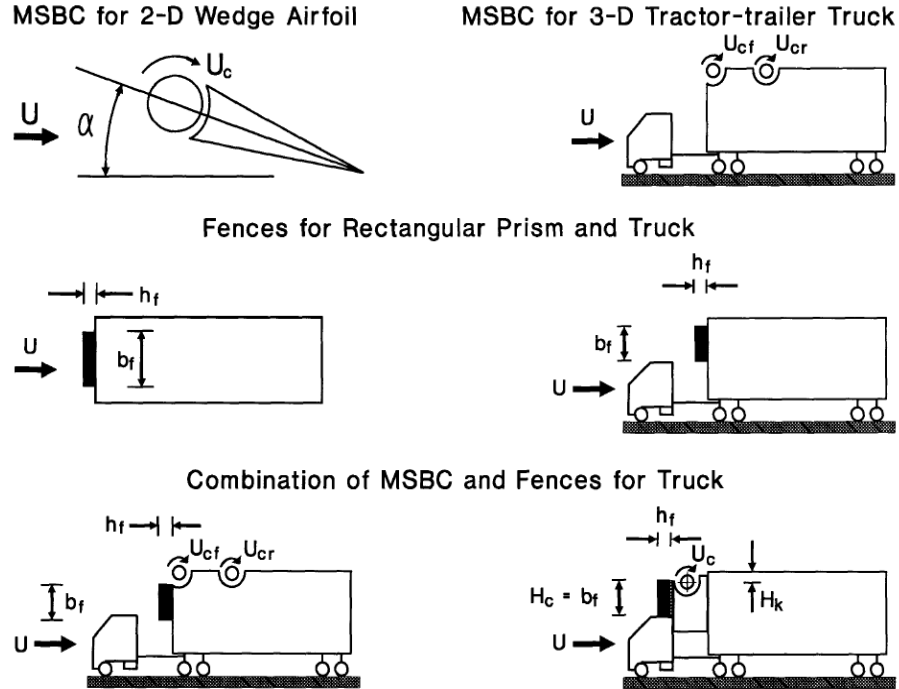 MSBC for 2-D Wedge Airfoil
MSBC for 3-D Tractor-trailer Truck
Uc
U
α
Ucf
Ucr
U
Fences for Rectangular Prism and Truck
hf
U
bf
hf
bf
U
Combination of MSBC and Fences for Truck
hf
Ucf
Ucr
bf
U
hf
Uc
Hc = bf
Hk
U